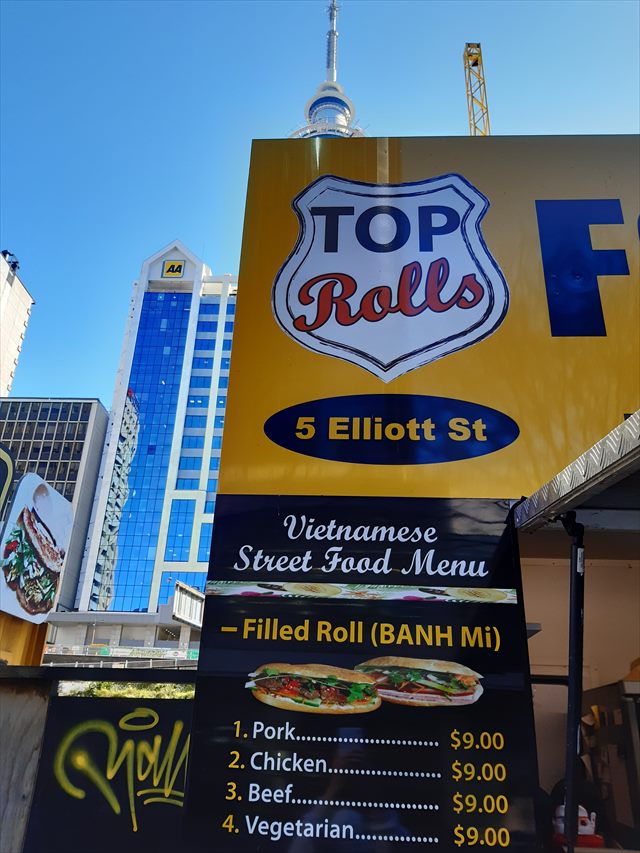 AA
TOP
Rolls
F
5 Elliott St
Vietnamese
Street Food Menu
– Filled Roll (BANH Mi)
1. Pork.................................. $9.00
2. Chicken........................... $9.00
3. Beef................................... $9.00
4. Vegetarian.................... $9.00